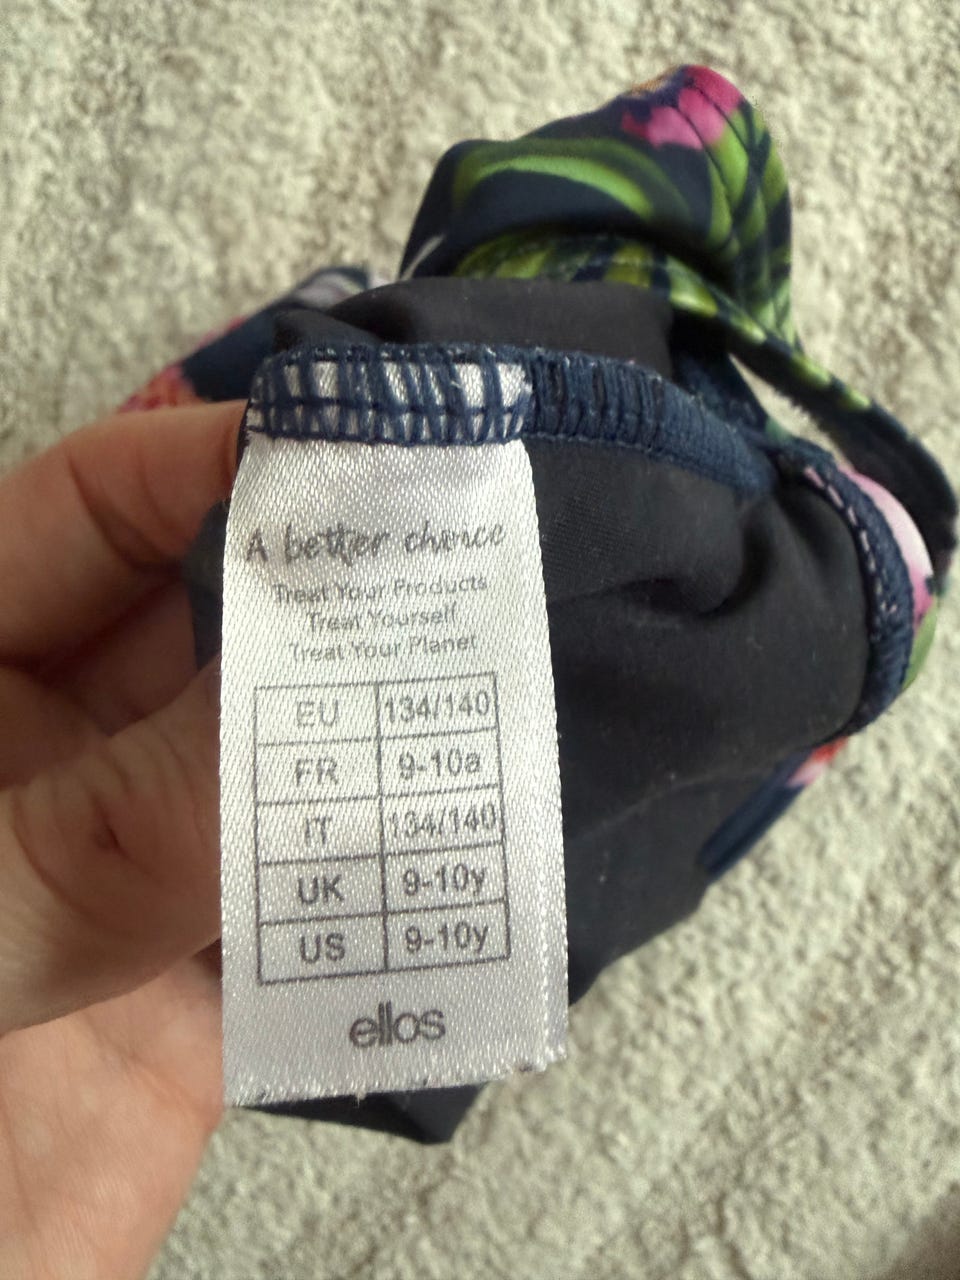 A better choice
Treat Your Products
Treat Yourself
Treat Your Planet
EU 134/140
FR 9-10a
IT 134/140
UK 9-10y
US 9-10y
ellos